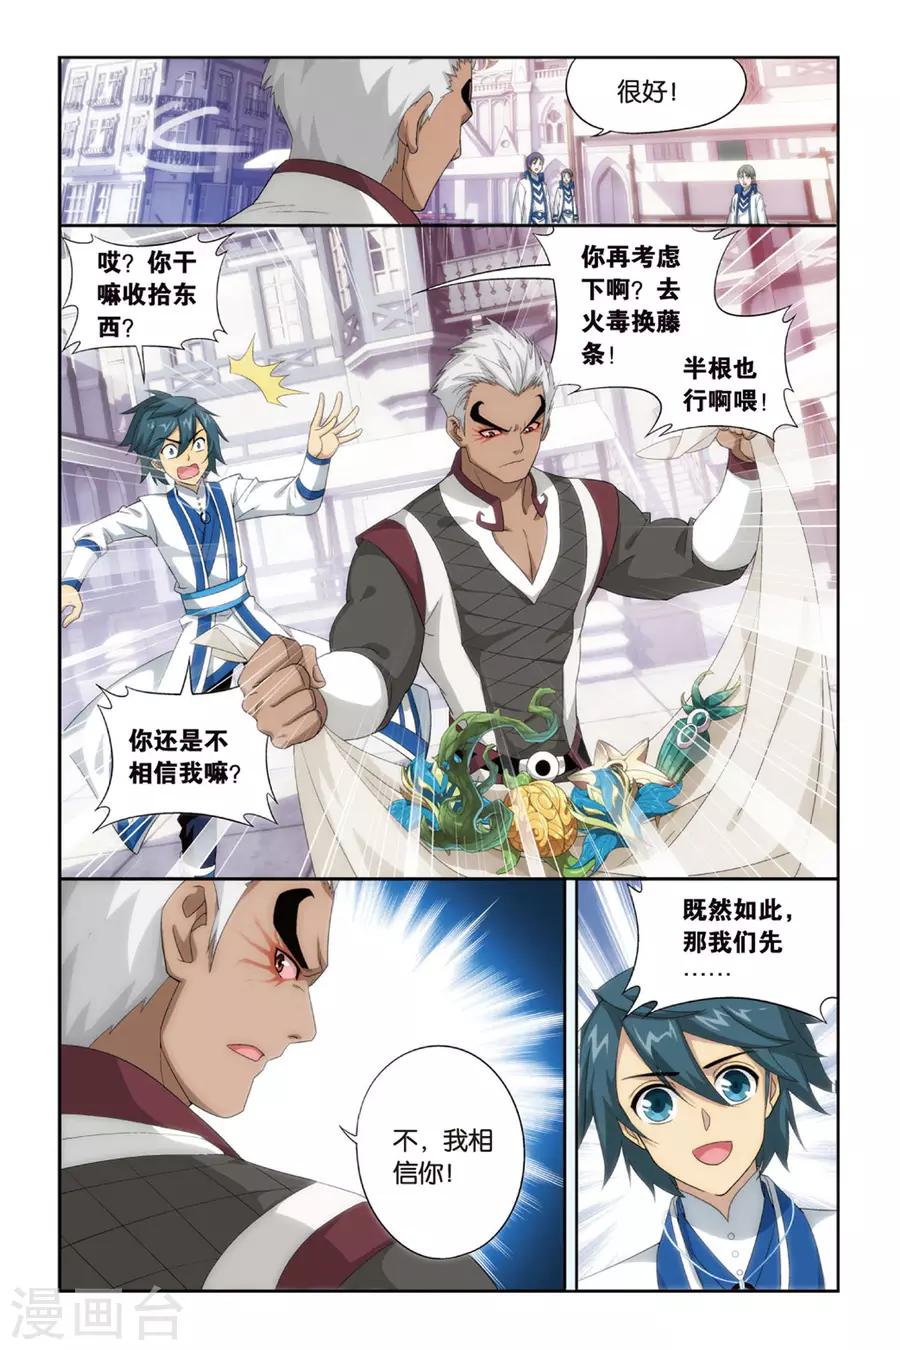 很好！
哎？你干
嘛收拾东
西？
你再考虑
下啊？去
火毒换藤
条！
半根也
行啊喂！
你还是不
相信我嘛？
不，我相
信你！
既然如此，
那我们先
……
漫画台